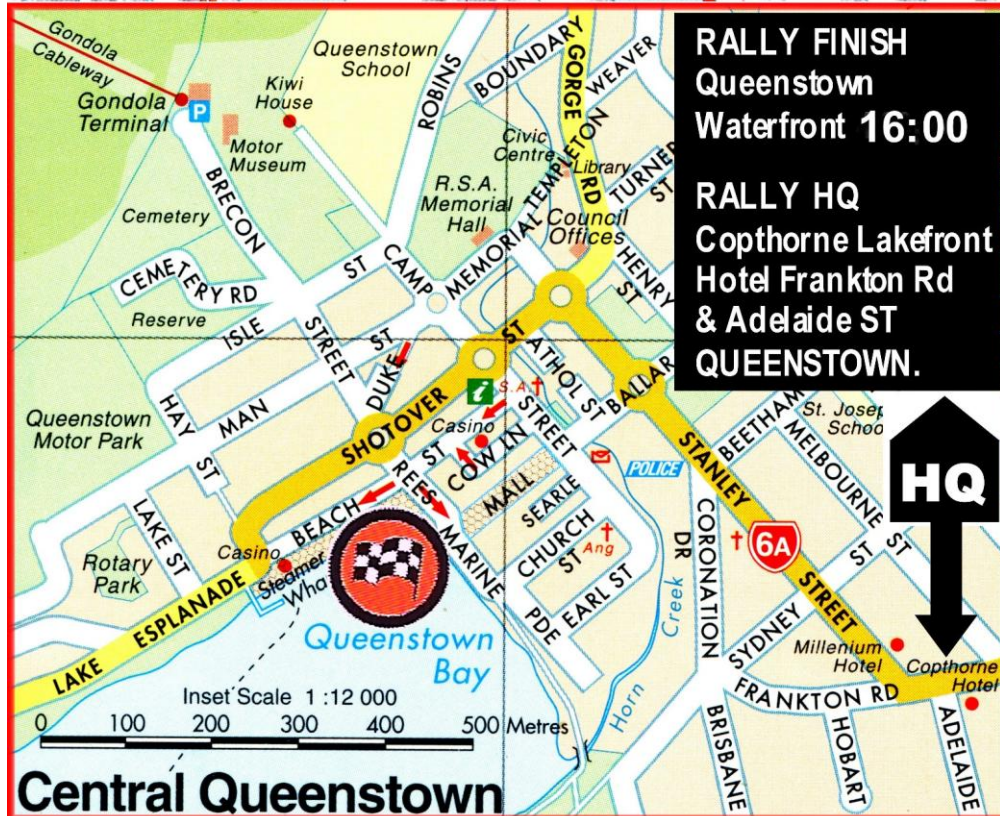 Gondola
Cableway
Gondola
Terminal
P
Motor
Museum
Kiwi
House
Queenstown
School
ROBINS
BOUNDARY
GORGE RD
WEAVER
Civic
Centre
Library
TURNER
ST
R.S.A.
Memorial
Hall
MEMORIAL
TEMPLETON
Council
Offices
HENRY
ST
RALLY FINISH
Queenstown
Waterfront 16:00
RALLY HQ
Copthorne Lakefront
Hotel Frankton Rd
& Adelaide ST
QUEENSTOWN.
Cemetery
BRECON
STREET
CEMETERY RD
Reserve
ISLE ST
CAMP
STREET
MAN ST
DUKE
HAY
ST
Queenstown
Motor Park
SHOTOVER ST
i
S.A
ATHOL ST
BALLAR
Casino
COW LN
REES
MALL
POLICE
STANLEY
STREET
BEETHAM
St. Josep
Schoo
MELBOURNE
ST
HQ
BEACH ST
SEARLE
CHURCH
ST
Ang
EARL ST
MARINE
PDE
LAKE ST
Rotary
Park
Casino
Steamer
Wha
LAKE ESPLANADE
Queenstown
Bay
Horn Creek
CORONATION
DR
6A
SYDNEY ST
Millenium
Hotel
Copthorne
Hotel
FRANKTON RD
BRISBANE
HOBART
ADELAIDE
Inset Scale 1 :12 000
0 100 200 300 400 500 Metres
Central Queenstown